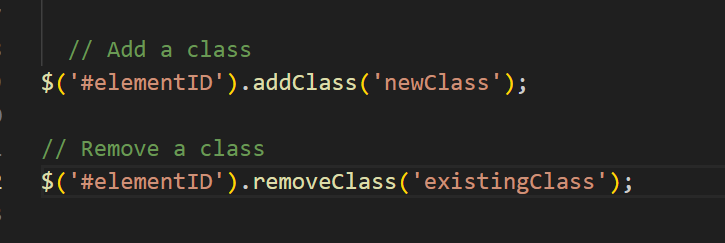 // Add a class
$('#elementID').addClass('newClass');
// Remove a class
$('#elementID').removeClass('existingClass');